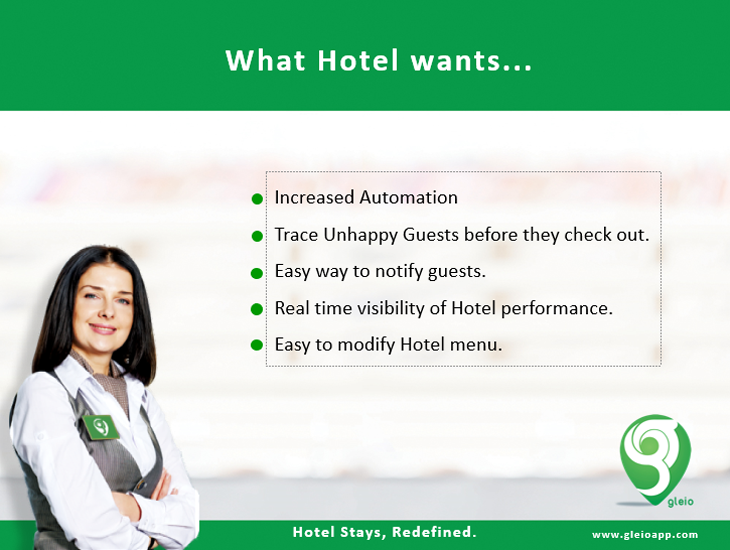 What Hotel wants...
Increased Automation
Trace Unhappy Guests before they check out.
Easy way to notify guests.
Real time visibility of Hotel performance.
Easy to modify Hotel menu.
gleio
Hotel Stays, Redefined.
www.gleioapp.com